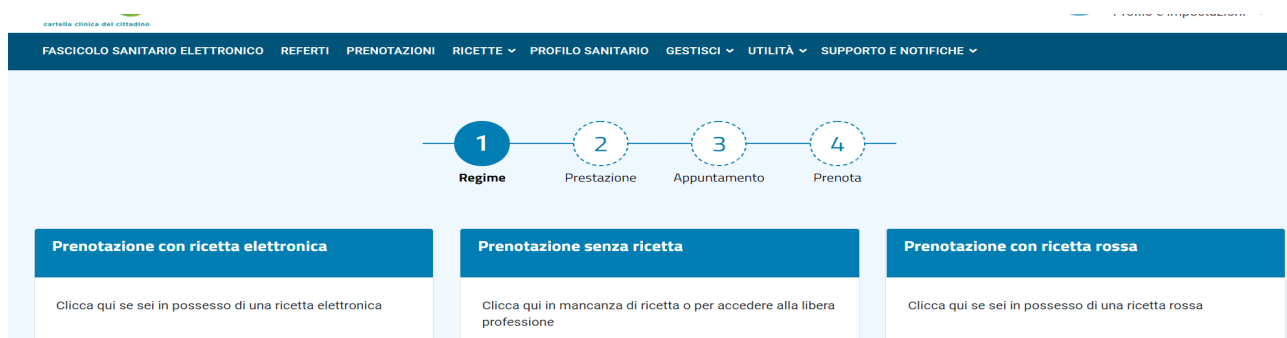 cartella clinica del cittadino
Profilo e impostazioni
FASCICOLO SANITARIO ELETTRONICO REFERTI PRENOTAZIONI RICETTE PROFILO SANITARIO GESTISCI UTILITÀ SUPPORTO E NOTIFICHE
1 2 3 4
Regime Prestazione Appuntamento Prenota
Prenotazione con ricetta elettronica
Clicca qui se sei in possesso di una ricetta elettronica
Prenotazione senza ricetta
Clicca qui in mancanza di ricetta o per accedere alla libera
professione
Prenotazione con ricetta rossa
Clicca qui se sei in possesso di una ricetta rossa